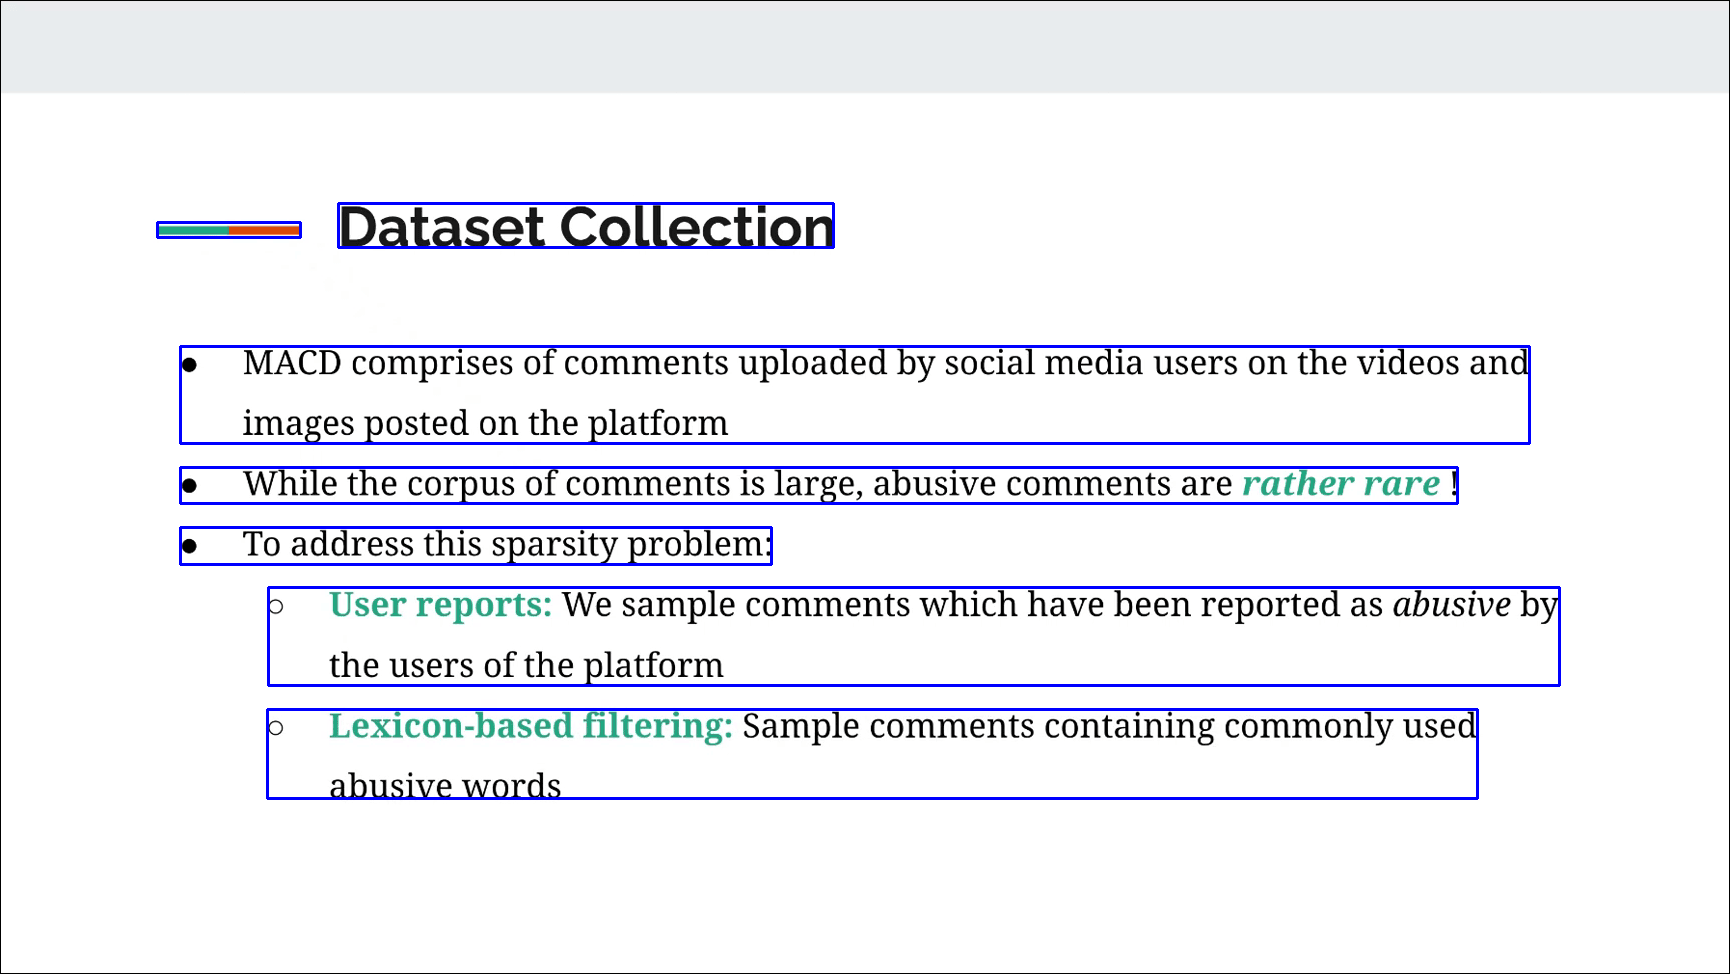 Dataset Collection
● MACD comprises of comments uploaded by social media users on the videos and
images posted on the platform
● While the corpus of comments is large, abusive comments are rather rare !
● To address this sparsity problem:
○ User reports: We sample comments which have been reported as abusive by
the users of the platform
○ Lexicon-based filtering: Sample comments containing commonly used
abusive words